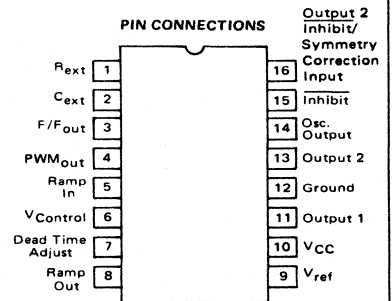 PIN CONNECTIONS
Output 2
Inhibit/
Symmetry
Correction
Input
Rext 1
16
Cext 2
15 Inhibit
F/Fout 3
14 Osc.
Output
PWMout 4
13 Output 2
Ramp
In 5
12 Ground
VControl 6
11 Output 1
Dead Time
Adjust 7
10 VCC
Ramp
Out 8
9 Vref